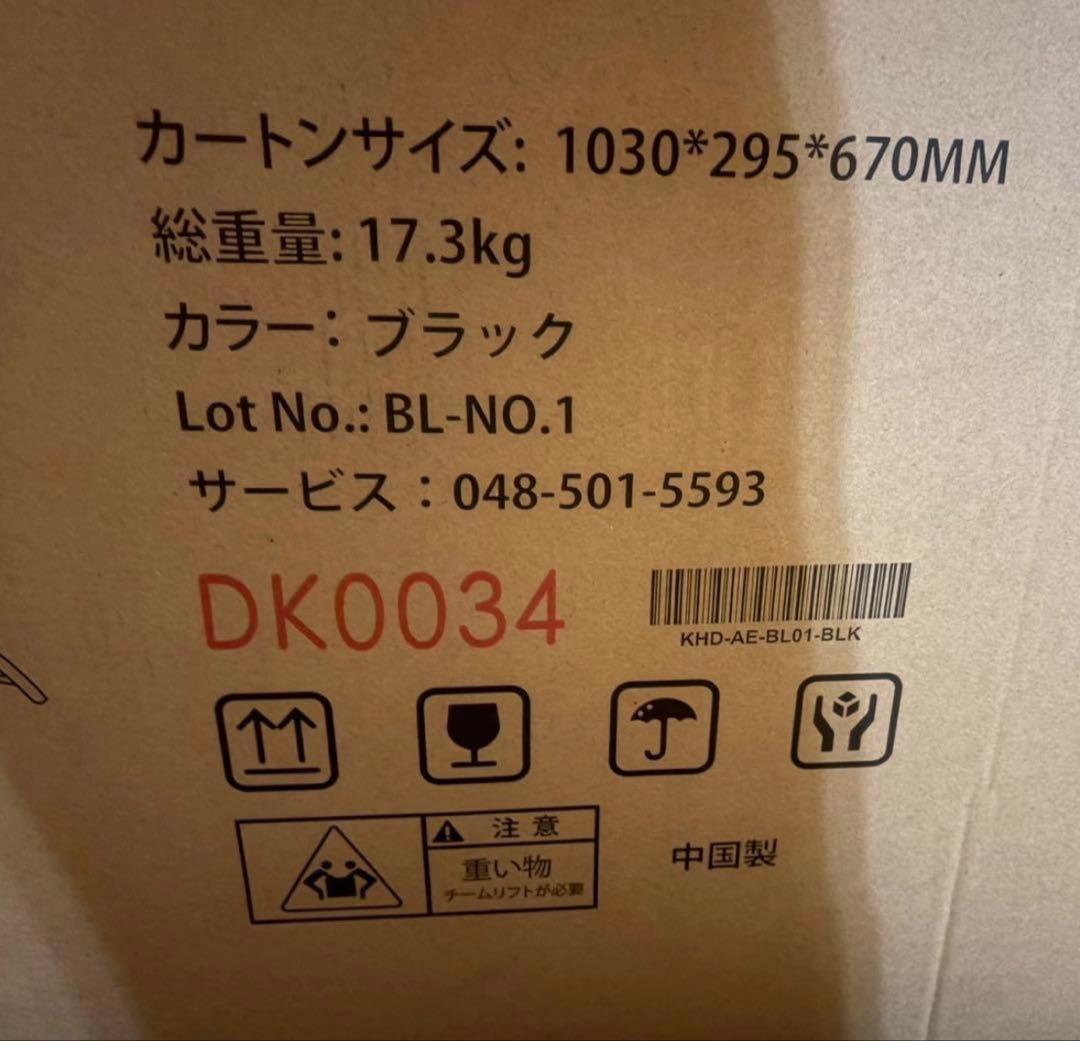 カートンサイズ: 1030*295*670MM
総重量: 17.3kg
カラー: ブラック
Lot No.: BL-NO.1
サービス：048-501-5593
DK0034
KHD-AE-BL01-BLK
注意
重い物
チームリフトが必要
中国製